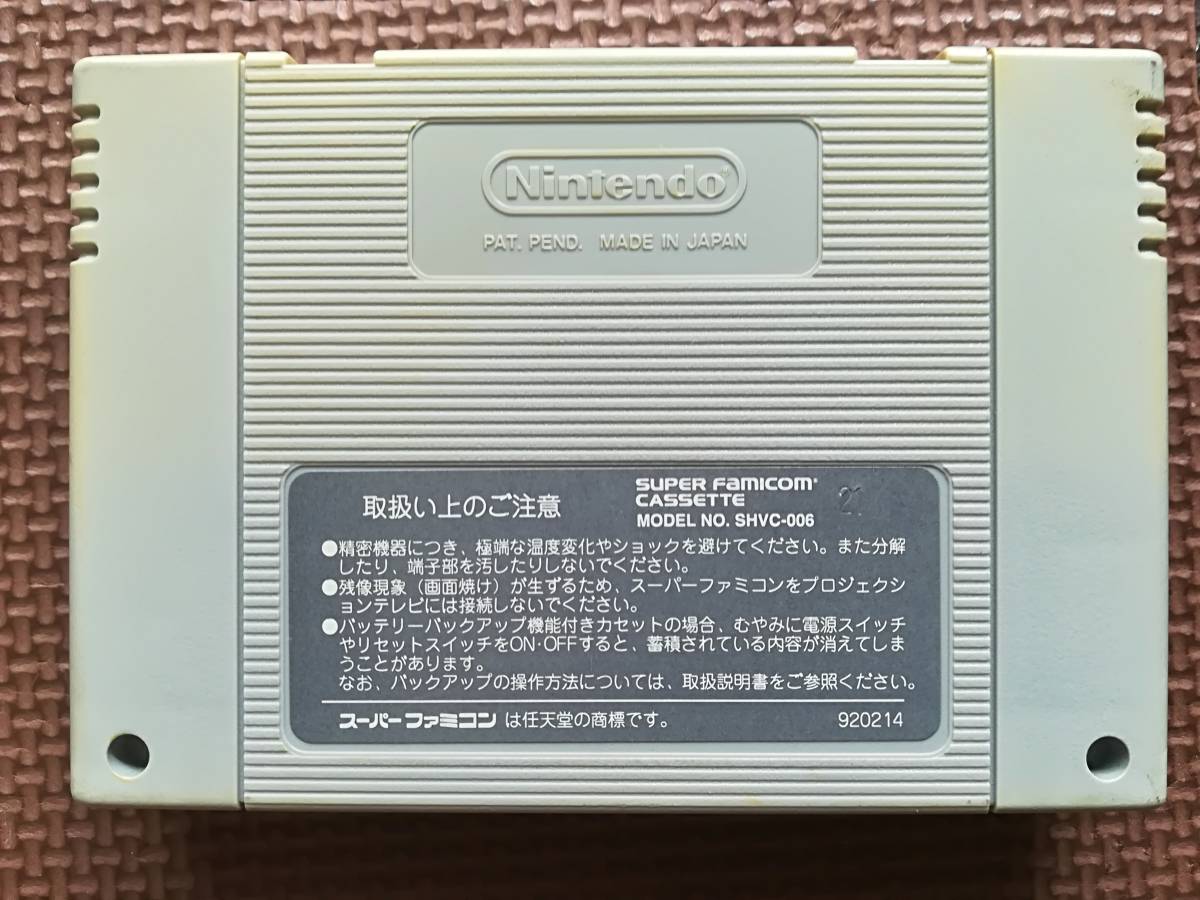 Nintendo®
PAT. PEND. MADE IN JAPAN
取扱い上のご注意
SUPER FAMICOM®
CASSETTE
MODEL NO. SHVC-006
21
●精密機器につき、極端な温度変化やショックを避けてください。また分解
したり、端子部を汚したりしないでください。
●残像現象（画面焼け）が生ずるため、スーパーファミコンをプロジェクシ
ョンテレビには接続しないでください。
●バッテリーバックアップ機能付きカセットの場合、むやみに電源スイッチ
やリセットスイッチをON·OFFすると、蓄積されている内容が消えてしま
うことがあります。
なお、バックアップの操作方法については、取扱説明書をご参照ください。
スーパーファミコン は任天堂の商標です。 920214